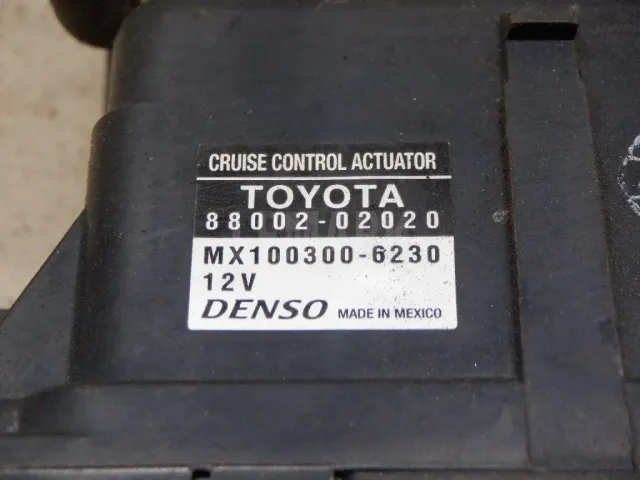 CRUISE CONTROL ACTUATOR
TOYOTA
88002-02020
MX100300-6230
12V
DENSO MADE IN MEXICO